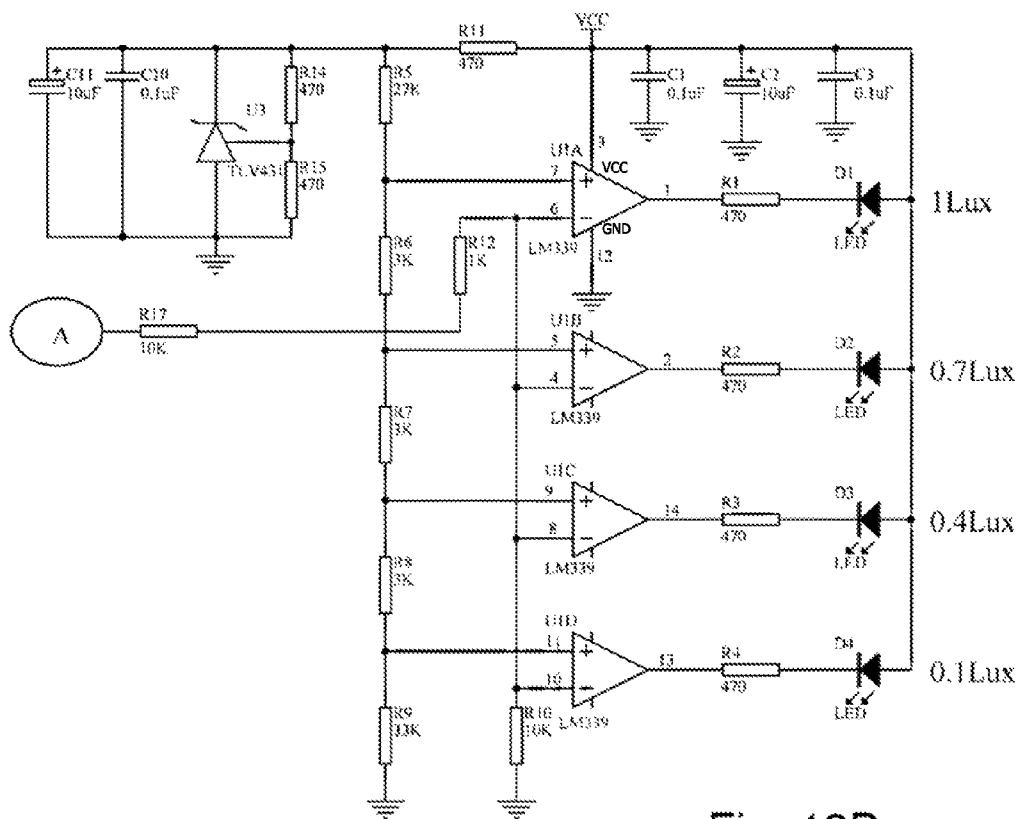 VCC
R11
470
C11
10uF
C10
0.1uF
R14
470
R5
27K
C1
0.1uF
C2
10uF
C3
0.1uF
U3
TLV431
R15
470
3
U1A
VCC
7
6
1
R1
470
D1
LED
1Lux
GND
LM339
12
R6
3K
R12
1K
A
R17
10K
U1B
5
4
2
R2
470
D2
LED
0.7Lux
LM339
R7
3K
U1C
9
8
14
R3
470
D3
LED
0.4Lux
LM339
R8
3K
U1D
11
10
13
R4
470
D4
LED
0.1Lux
LM339
R9
33K
R10
10K